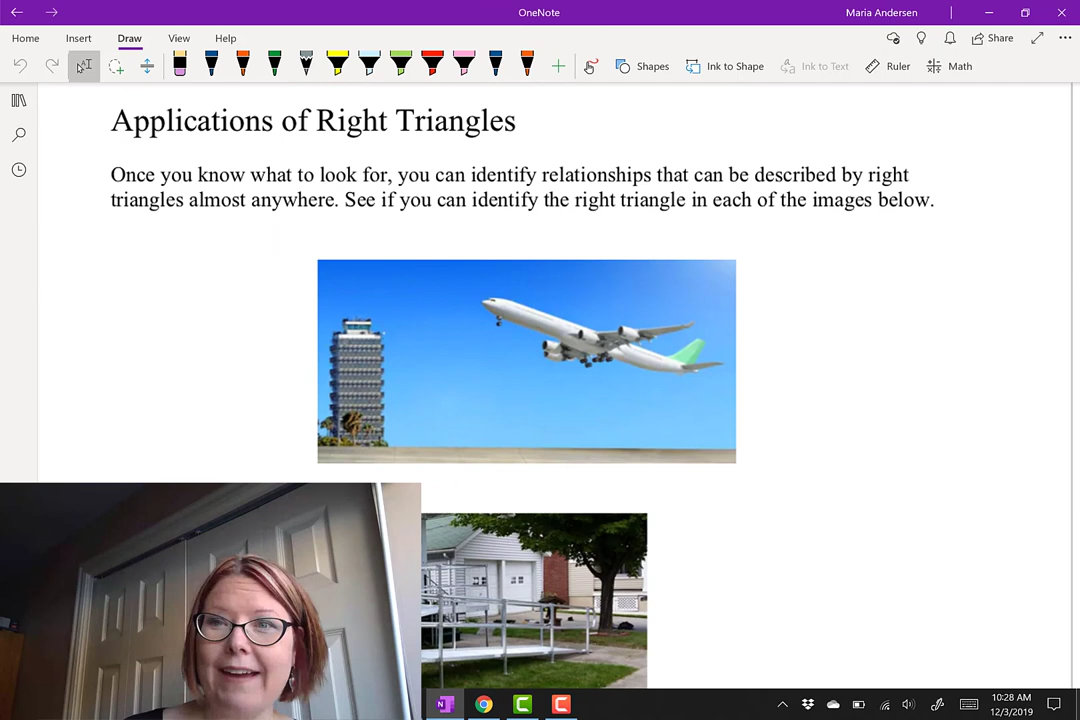 OneNote
Maria Andersen
Home Insert Draw View Help
Share
Shapes Ink to Shape Ink to Text Ruler Math
Applications of Right Triangles
Once you know what to look for, you can identify relationships that can be described by right
triangles almost anywhere. See if you can identify the right triangle in each of the images below.
10:28 AM
12/3/2019